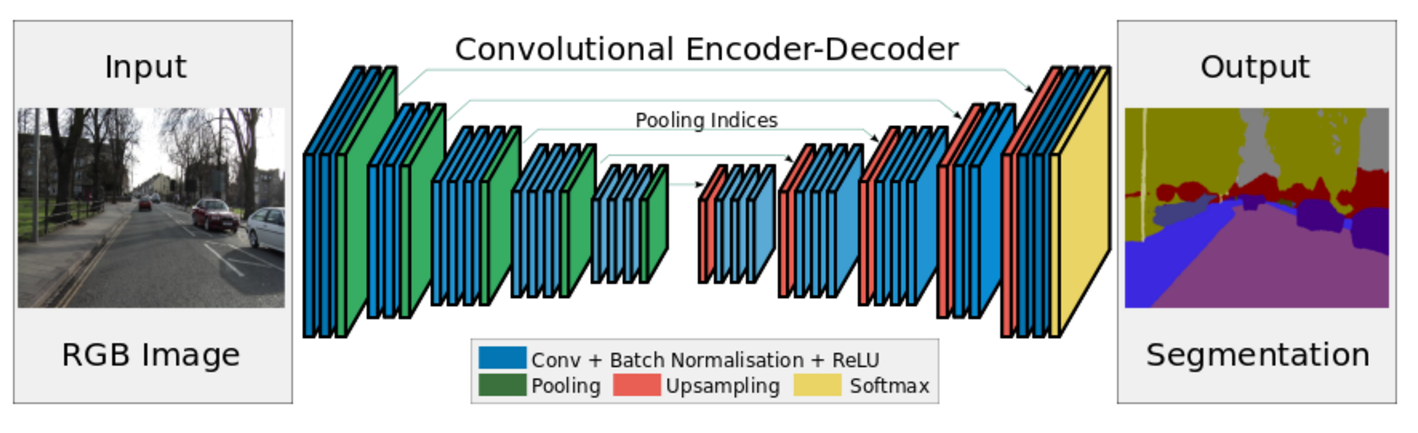 Convolutional Encoder-Decoder
Input
Output
Pooling Indices
RGB Image
Segmentation
Conv + Batch Normalisation + ReLU
Pooling
Upsampling
Softmax